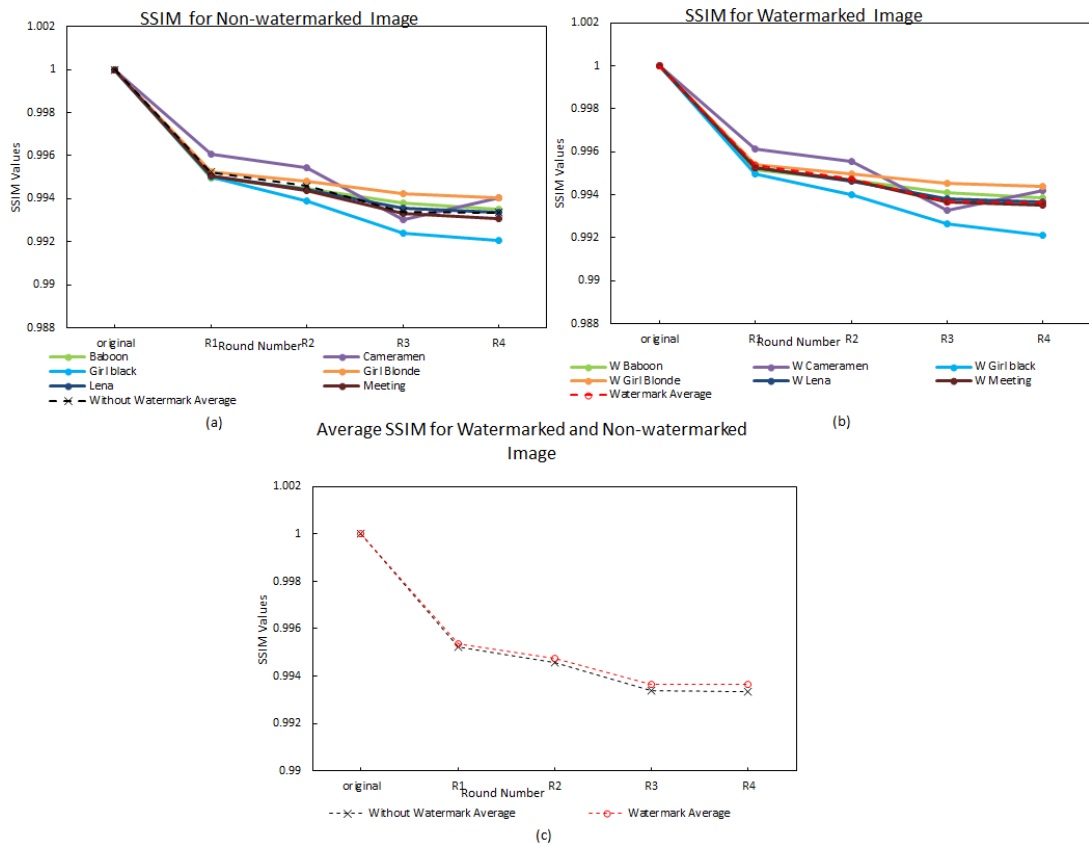 SSIM for Non-watermarked Image
1.002
1
0.998
0.996
0.994
0.992
0.99
0.988
SSIM Values
original R1 R2 R3 R4
Round Number
Baboon Cameramen
Girl black Girl Blonde
Lena Meeting
Without Watermark Average
(a)
SSIM for Watermarked Image
1.002
1
0.998
0.996
0.994
0.992
0.99
0.988
SSIM Values
original R1 R2 R3 R4
Round Number
W Baboon W Cameramen W Girl black
W Girl Blonde W Lena W Meeting
Watermark Average
(b)
Average SSIM for Watermarked and Non-watermarked
Image
1.002
1
0.998
0.996
0.994
0.992
0.99
SSIM Values
original R1 R2 R3 R4
Round Number
Without Watermark Average Watermark Average
(c)